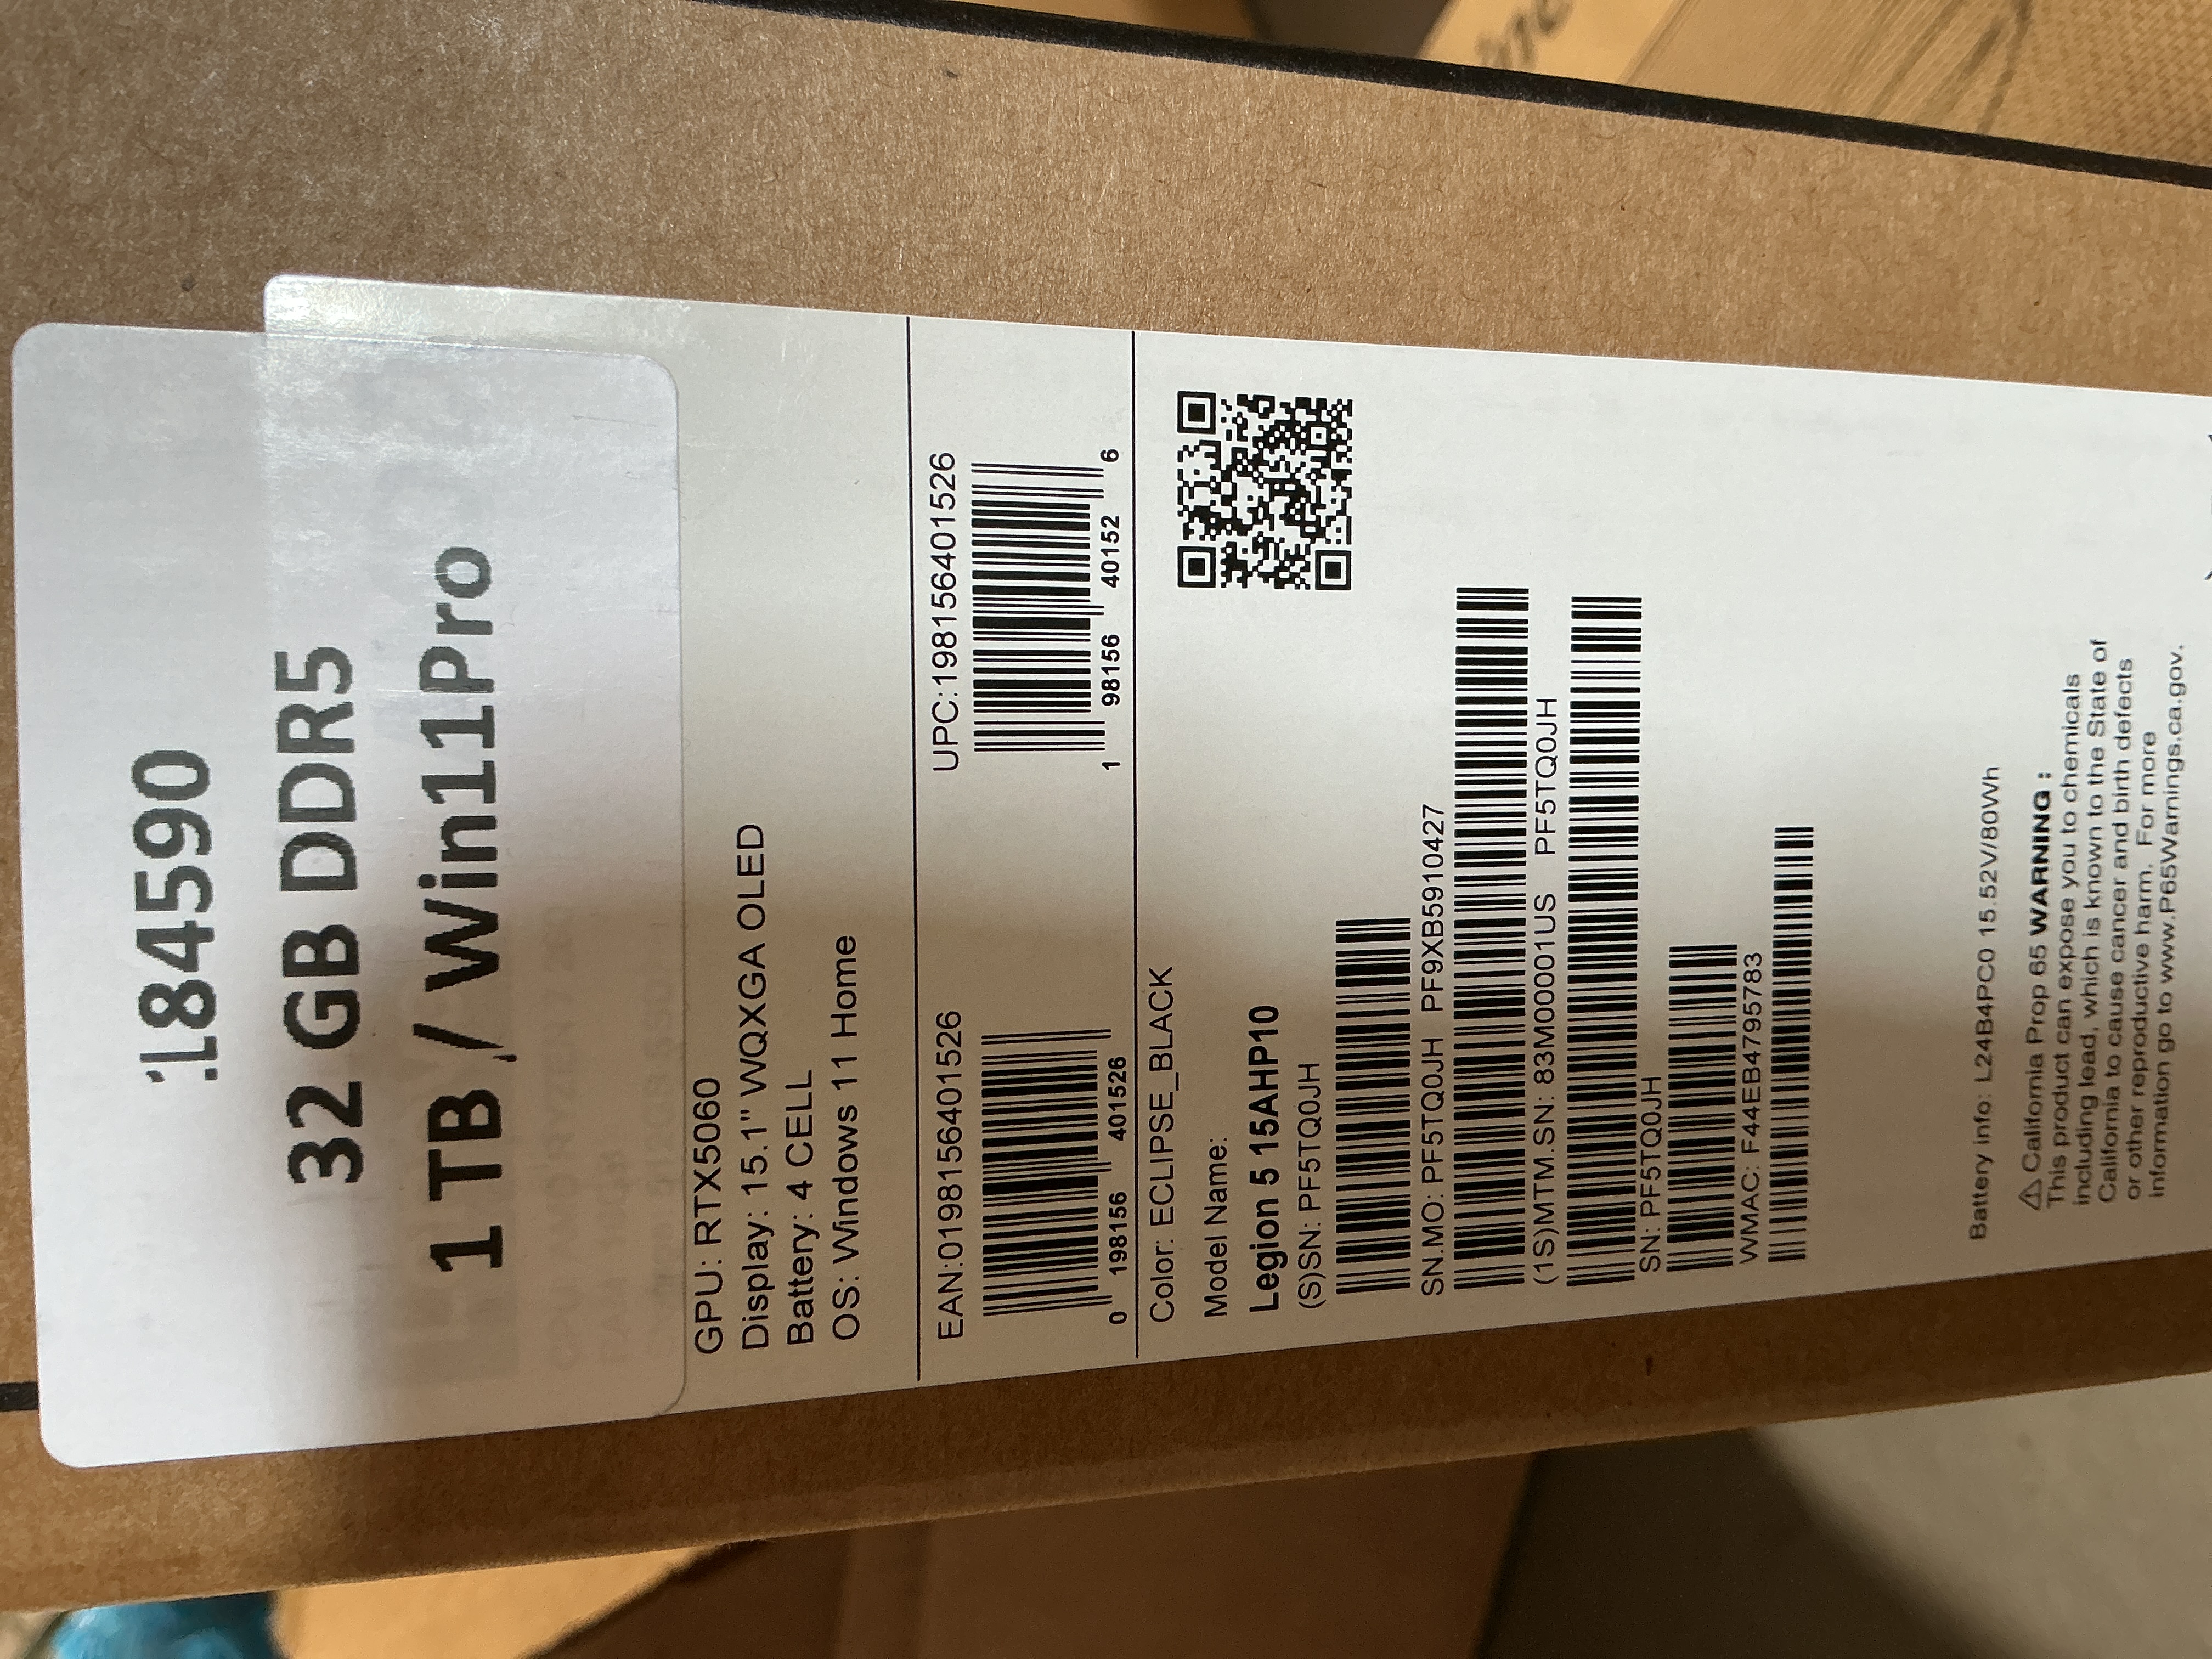 L84590
32 GB DDR5
1 TB / Win11Pro
GPU: RTX5060
Display: 15.1" WQXGA OLED
Battery: 4 CELL
OS: Windows 11 Home
EAN:0198156401526 UPC:198156401526
0 198156 401526 1 98156 40152 6
Color: ECLIPSE_BLACK
Model Name:
Legion 5 15AHP10
(S)SN: PF5TQ0JH
SN.MO: PF5TQ0JH PF9XB5910427
(1S)MTM.SN: 83M00001US PF5TQ0JH
SN: PF5TQ0JH
WMAC: F44EB4795783
Battery info: L24B4PC0 15.52V/80Wh
⚠ California Prop 65 WARNING :
This product can expose you to chemicals
including lead, which is known to the State of
California to cause cancer and birth defects
or other reproductive harm. For more
information go to www.P65Warnings.ca.gov.